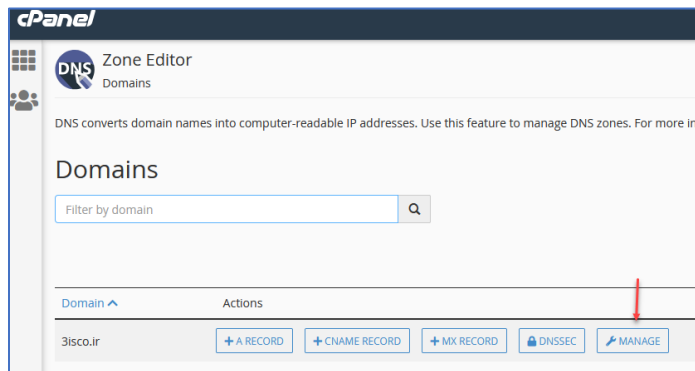 cPanel
DNS
Zone Editor
Domains
DNS converts domain names into computer-readable IP addresses. Use this feature to manage DNS zones. For more
Domains
Filter by domain
Domain Actions
3isco.ir + A RECORD + CNAME RECORD + MX RECORD DNSSEC MANAGE